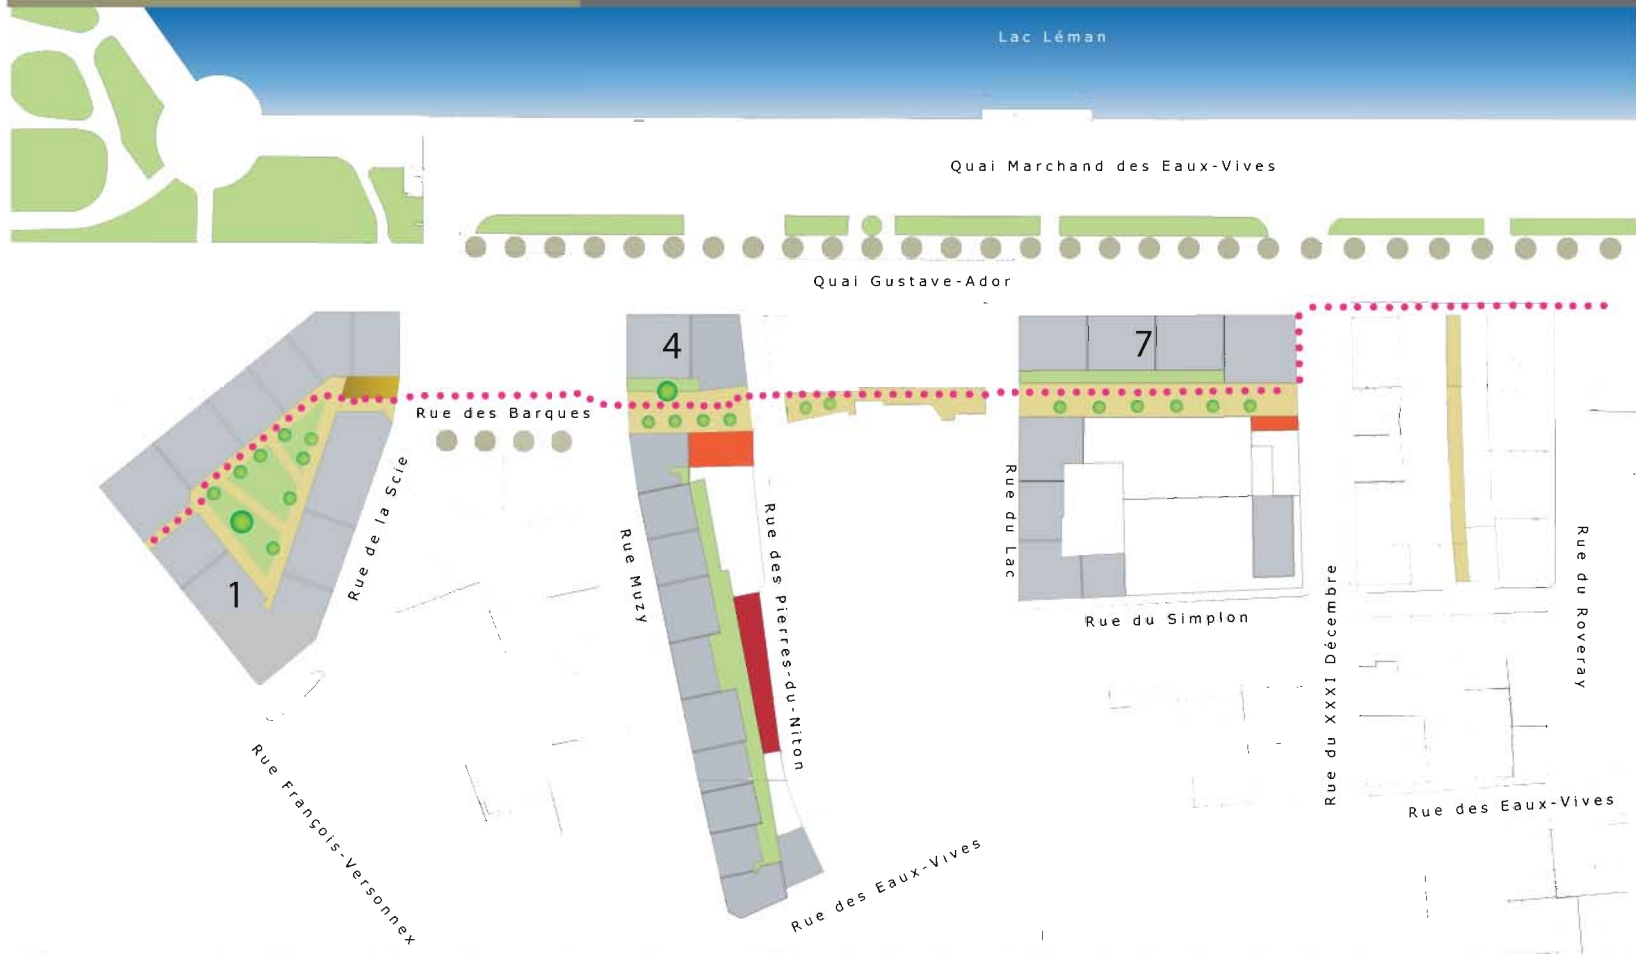 Lac Léman
Quai Marchand des Eaux-Vives
Quai Gustave-Ador
4
7
Rue des Barques
Rue de la Scie
1
Rue Muzy
Rue des Pierres-du-Niton
Rue du Lac
Rue du Simplon
Rue du XXXI Décembre
Rue du Roveray
Rue François-Versonnex
Rue des Eaux-Vives
Rue des Eaux-Vives